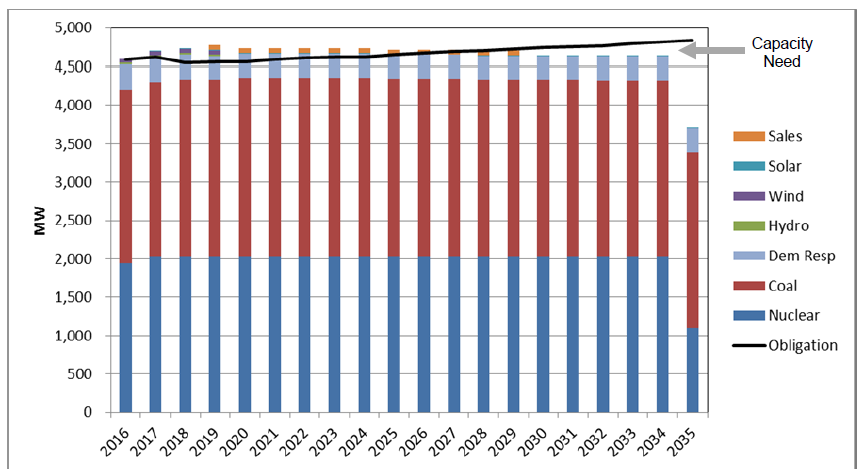 5,000
4,500
4,000
3,500
3,000
2,500
2,000
1,500
1,000
500
0
MW
2016
2017
2018
2019
2020
2021
2022
2023
2024
2025
2026
2027
2028
2029
2030
2031
2032
2033
2034
2035
Capacity
Need
Sales
Solar
Wind
Hydro
Dem Resp
Coal
Nuclear
Obligation